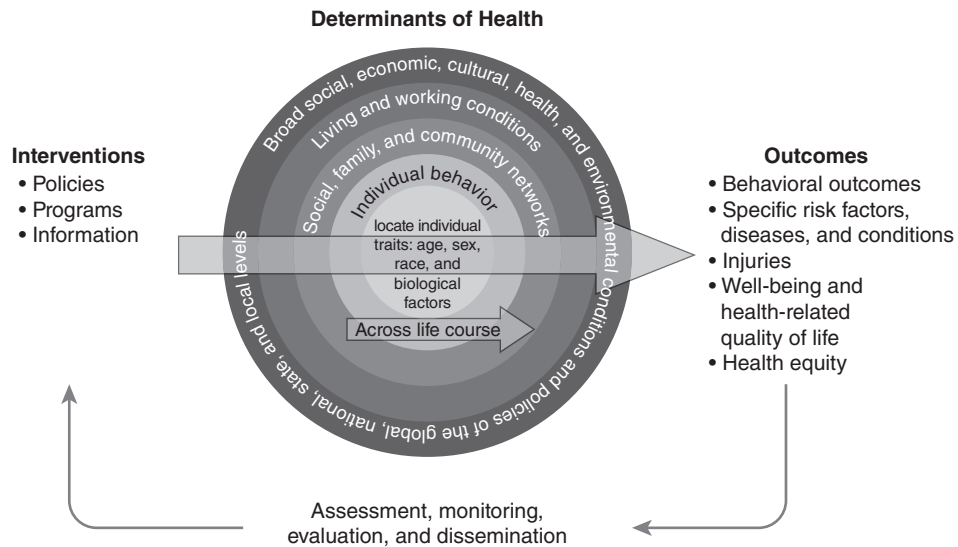 Determinants of Health
Broad social, economic, cultural, health, and environmental conditions and policies of the global, national, state, and local levels
Living and working conditions
Social, family, and community networks
Individual behavior
locate individual
traits: age, sex,
race, and
biological
factors
Across life course
Interventions
• Policies
• Programs
• Information
Outcomes
• Behavioral outcomes
• Specific risk factors,
diseases, and conditions
• Injuries
• Well-being and
health-related
quality of life
• Health equity
Assessment, monitoring,
evaluation, and dissemination